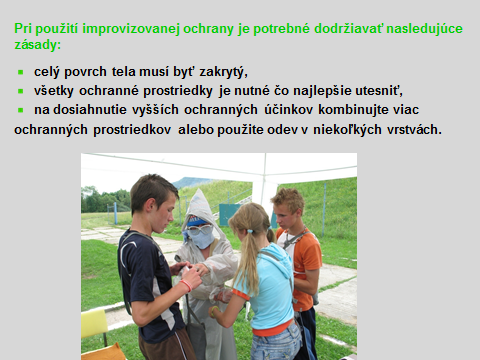 Pri použití improvizovanej ochrany je potrebné dodržiavať nasledujúce
zásady:
celý povrch tela musí byť zakrytý,
všetky ochranné prostriedky je nutné čo najlepšie utesniť,
na dosiahnutie vyšších ochranných účinkov kombinujte viac
ochranných prostriedkov alebo použite odev v niekoľkých vrstvách.